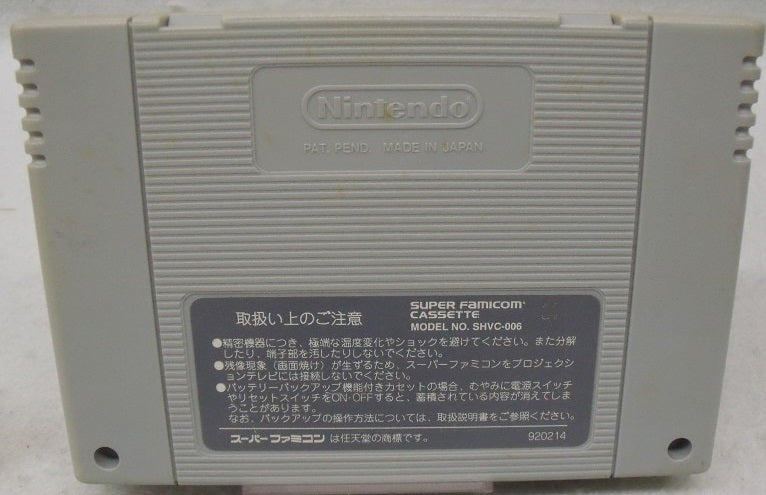 Nintendo
PAT. PEND. MADE IN JAPAN
取扱い上のご注意
SUPER FAMICOM
CASSETTE
MODEL NO. SHVC-006
●精密機器につき、極端な温度変化やショックを避けてください。また分解
したり、端子部を汚したりしないでください。
●残像現象（画面焼け）が生ずるため、スーパーファミコンをプロジェクシ
ョンテレビには接続しないでください。
●バッテリーバックアップ機能付きカセットの場合、むやみに電源スイッチ
やリセットスイッチをON・OFFすると、蓄積されている内容が消えてしま
うことがあります。
なお、バックアップの操作方法については、取扱説明書をご参照ください。
スーパーファミコン は任天堂の商標です。
920214